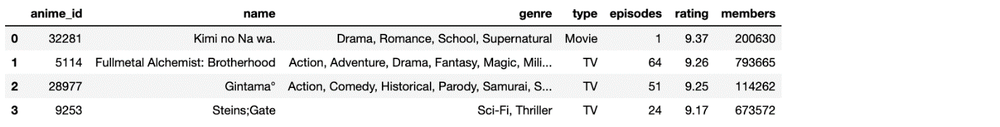 anime_id name genre type episodes rating members
0 32281 Kimi no Na wa. Drama, Romance, School, Supernatural Movie 1 9.37 200630
1 5114 Fullmetal Alchemist: Brotherhood Action, Adventure, Drama, Fantasy, Magic, Mili... TV 64 9.26 793665
2 28977 Gintama° Action, Comedy, Historical, Parody, Samurai, S... TV 51 9.25 114262
3 9253 Steins;Gate Sci-Fi, Thriller TV 24 9.17 673572